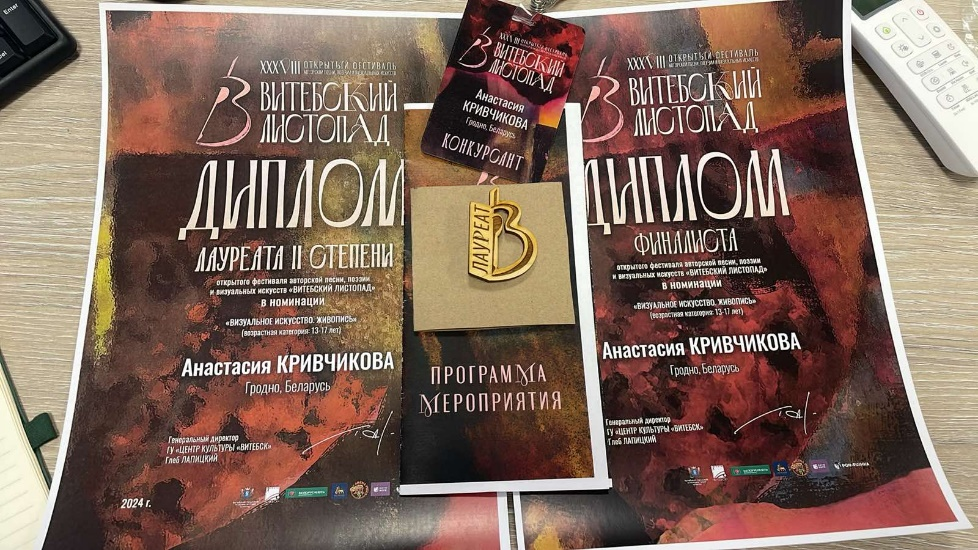 Enter
XXXVIII ОТКРЫТЫЙ ФЕСТИВАЛЬ
ВИТЕБСКИЙ
ЛИСТОПАД
ДИПЛОМ
ЛАУРЕАТА II СТЕПЕНИ
открытого фестиваля авторской песни, поэзии
и визуальных искусств «ВИТЕБСКИЙ ЛИСТОПАД»
в номинации
«ВИЗУАЛЬНОЕ ИСКУССТВО. ЖИВОПИСЬ»
(возрастная категория: 13-17 лет)
Анастасия КРИВЧИКОВА
Гродно, Беларусь
Генеральный директор
ГУ «ЦЕНТР КУЛЬТУРЫ «ВИТЕБСК»
Глеб ЛАПИЦКИЙ
2024 г.
XXXVIII ОТКРЫТЫЙ ФЕСТИВАЛЬ
ВИТЕБСКИЙ
ЛИСТОПАД
Анастасия
КРИВЧИКОВА
Гродно, Беларусь
КОНКУРСАНТ
ЛАУРЕАТ
ПРОГРАММА
МЕРОПРИЯТИЯ
XXXVIII ОТКРЫТЫЙ ФЕСТИВАЛЬ
ВИТЕБСКИЙ
ЛИСТОПАД
ДИПЛОМ
ФИНАЛИСТА
открытого фестиваля авторской песни, поэзии
и визуальных искусств «ВИТЕБСКИЙ ЛИСТОПАД»
в номинации
«ВИЗУАЛЬНОЕ ИСКУССТВО. ЖИВОПИСЬ»
(возрастная категория: 13-17 лет)
Анастасия КРИВЧИКОВА
Гродно, Беларусь
Генеральный директор
ГУ «ЦЕНТР КУЛЬТУРЫ «ВИТЕБСК»
Глеб ЛАПИЦКИЙ